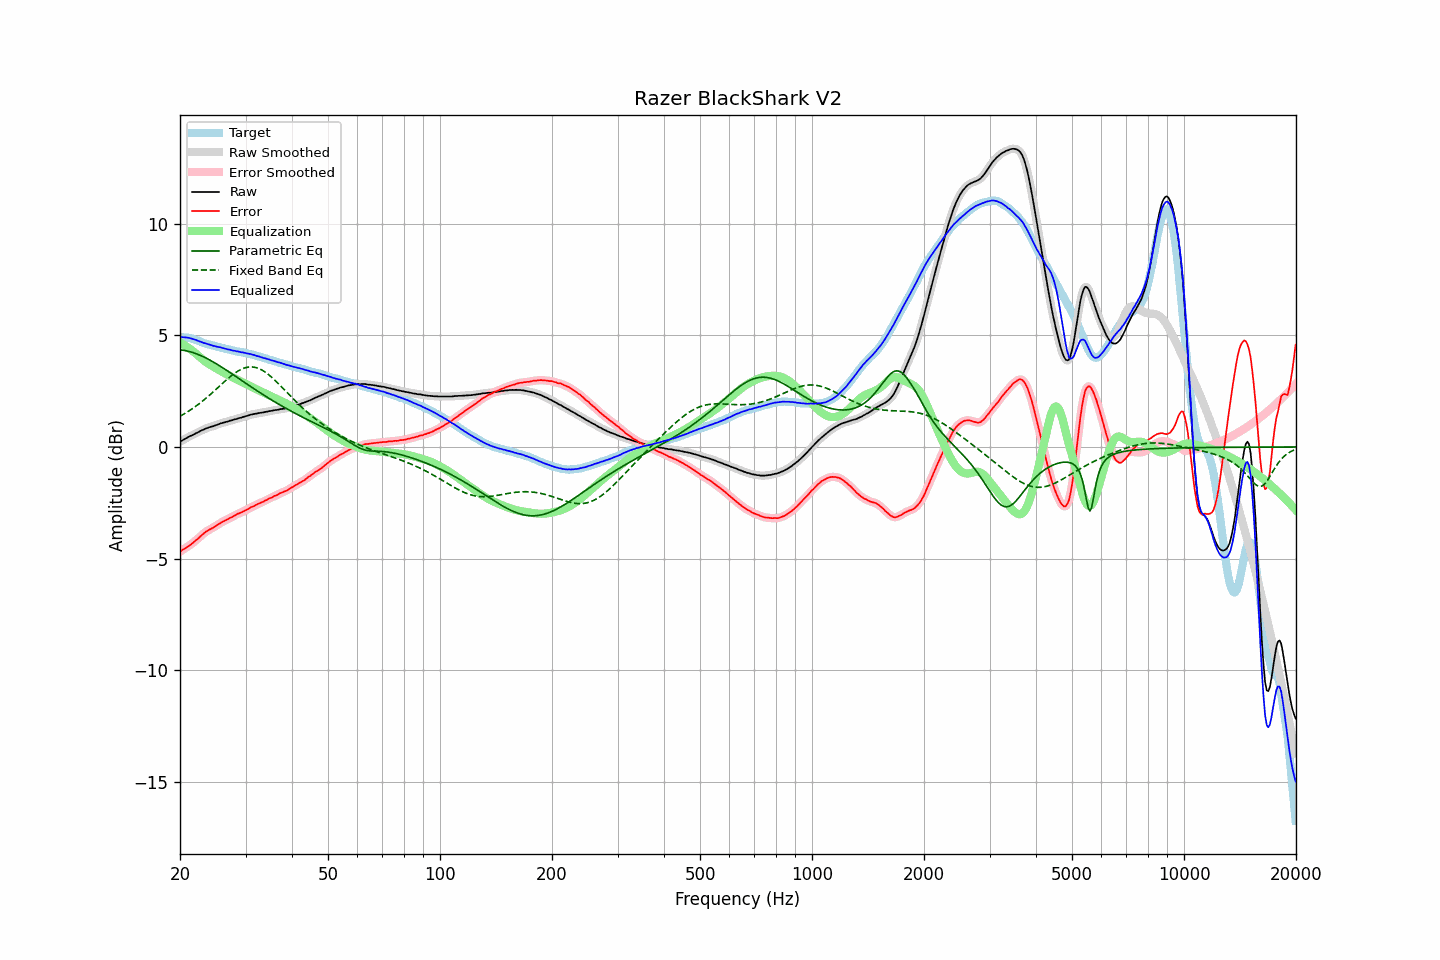 Razer BlackShark V2
Target
Raw Smoothed
Error Smoothed
Raw
Error
Equalization
Parametric Eq
Fixed Band Eq
Equalized
10
5
0
−5
−10
−15
Amplitude (dBr)
20
50
100
200
500
1000
2000
5000
10000
20000
Frequency (Hz)